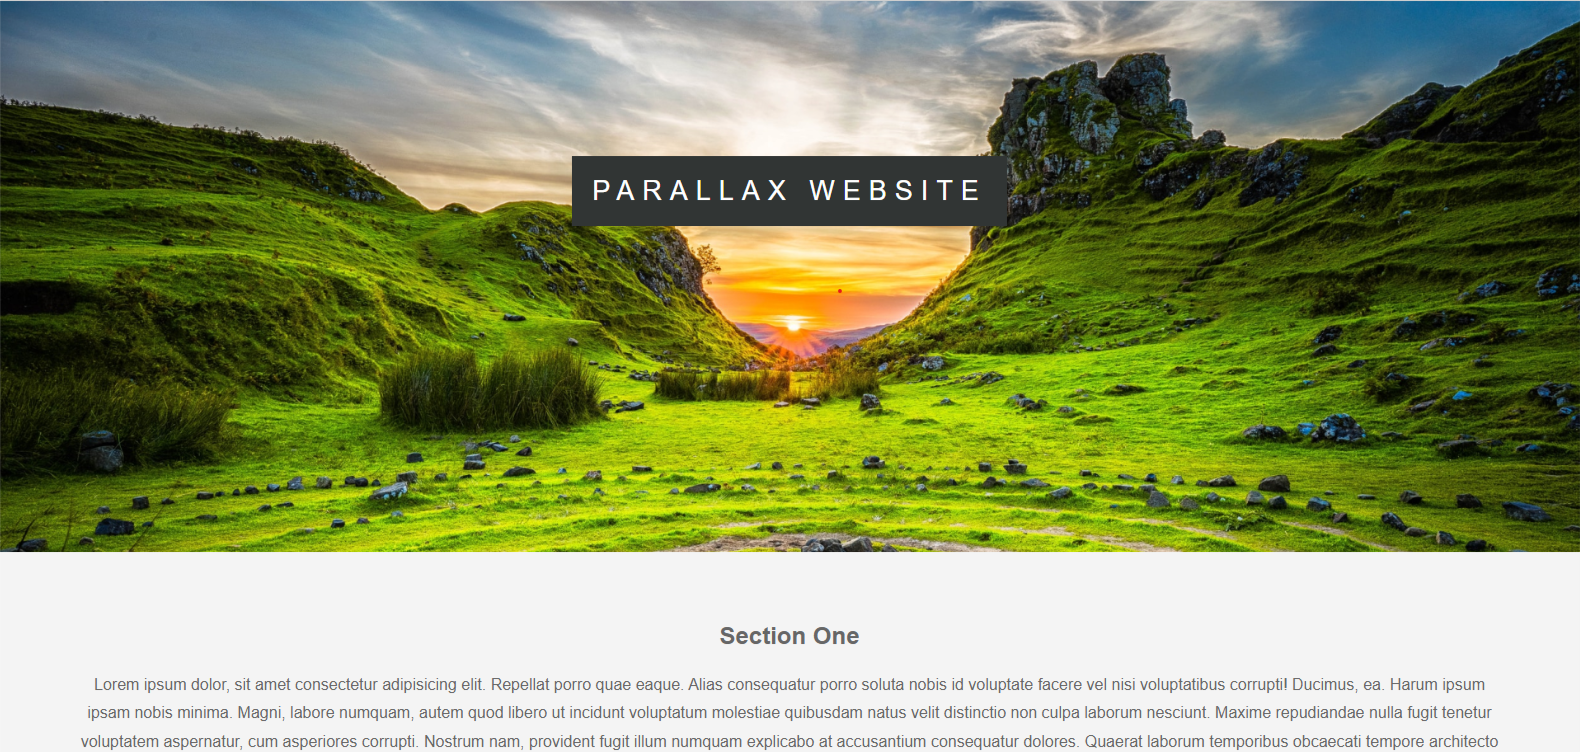 PARALLAX WEBSITE
Section One
Lorem ipsum dolor, sit amet consectetur adipisicing elit. Repellat porro quae eaque. Alias consequatur porro soluta nobis id voluptate facere vel nisi voluptatibus corrupti! Ducimus, ea. Harum ipsum
ipsam nobis minima. Magni, labore numquam, autem quod libero ut incidunt voluptatum molestiae quibusdam natus velit distinctio non culpa laborum nesciunt. Maxime repudiandae nulla fugit tenetur
voluptatem aspernatur, cum asperiores corrupti. Nostrum nam, provident fugit illum numquam explicabo at accusantium consequatur dolores. Quaerat laborum temporibus obcaecati tempore architecto